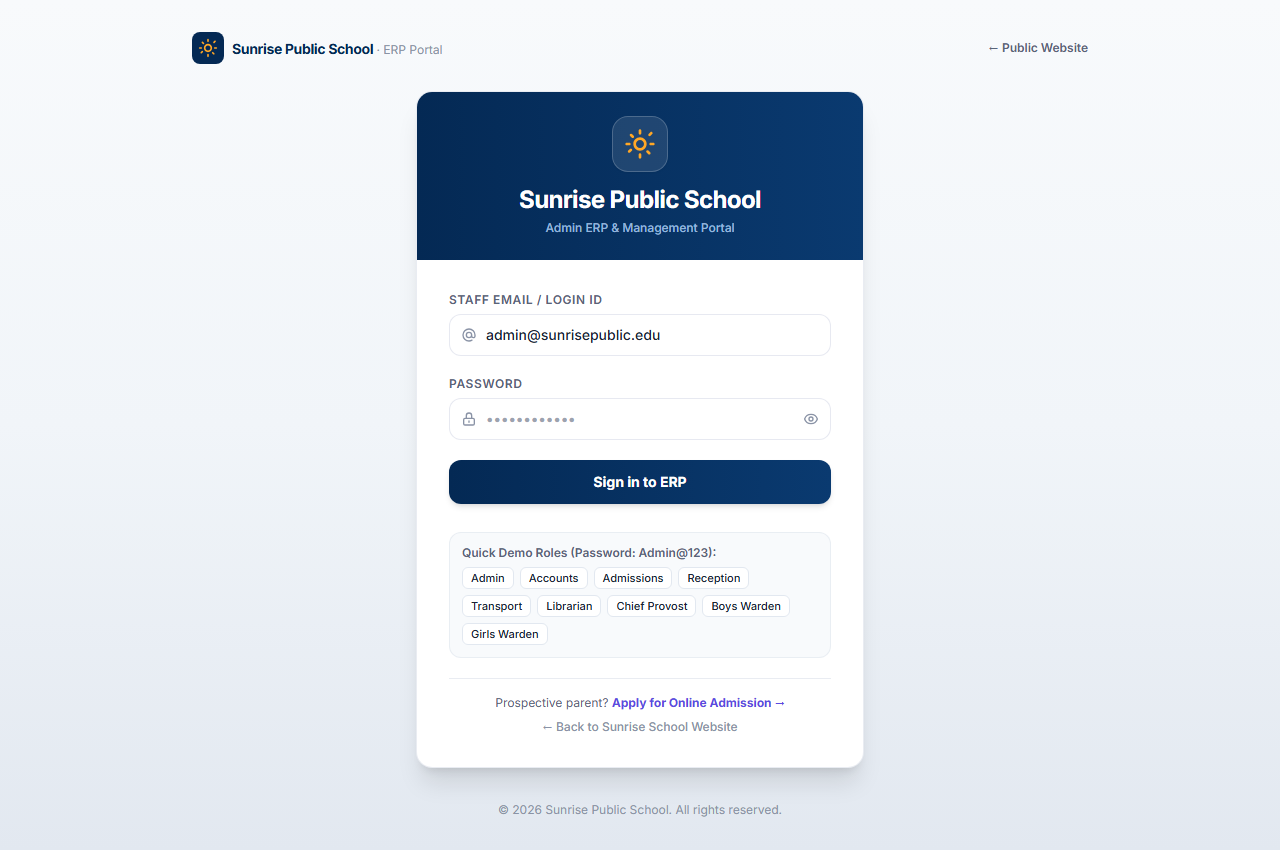 Sunrise Public School · ERP Portal
← Public Website
Sunrise Public School
Admin ERP & Management Portal
STAFF EMAIL / LOGIN ID
admin@sunrisepublic.edu
PASSWORD
••••••••••••
Sign in to ERP
Quick Demo Roles (Password: Admin@123):
Admin Accounts Admissions Reception
Transport Librarian Chief Provost Boys Warden
Girls Warden
Prospective parent? Apply for Online Admission →
← Back to Sunrise School Website
© 2026 Sunrise Public School. All rights reserved.